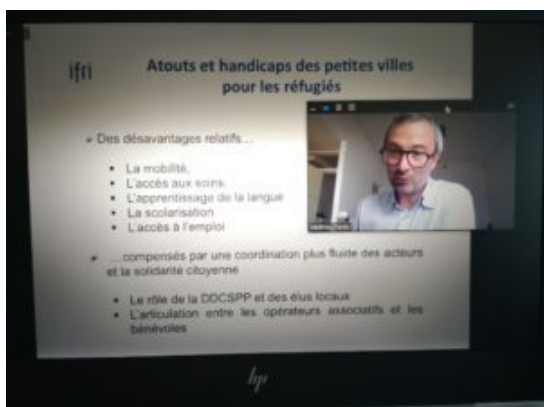 ifri
Atouts et handicaps des petites villes
pour les réfugiés
Des désavantages relatifs…
La mobilité,
L'accès aux soins,
L'apprentissage de la langue
La scolarisation
L'accès à l'emploi
…compensés par une coordination plus fluide des acteurs
et la solidarité citoyenne
Le rôle de la DDCSPP et des élus locaux
L'articulation entre les opérateurs associatifs et les
bénévoles
hp